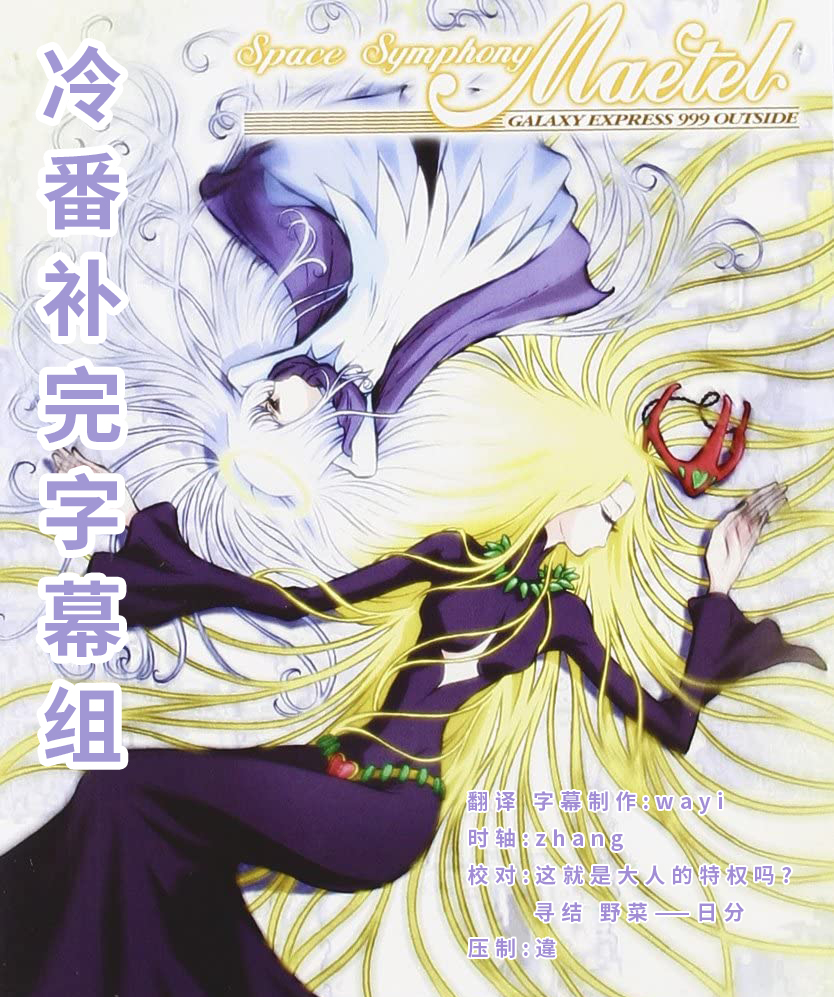 Space Symphony Maetel
GALAXY EXPRESS 999 OUTSIDE
冷番补完字幕组
翻译 字幕制作:wayi
时轴:zhang
校对:这就是大人的特权吗?
寻结 野菜——日分
压制:違